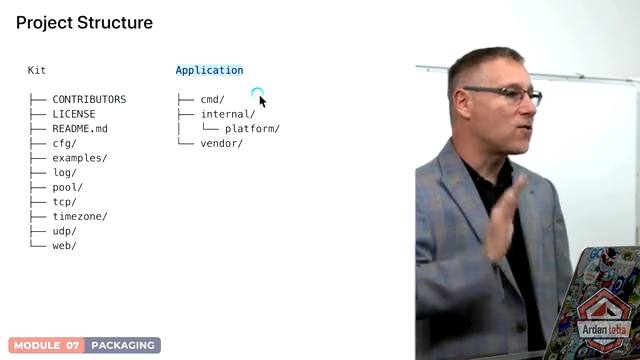 Project Structure
Kit
├── CONTRIBUTORS
├── LICENSE
├── README.md
├── cfg/
├── examples/
├── log/
├── pool/
├── tcp/
├── timezone/
├── udp/
└── web/
Application
├── cmd/
├── internal/
│   └── platform/
└── vendor/
MODULE 07 PACKAGING
Ardan labs